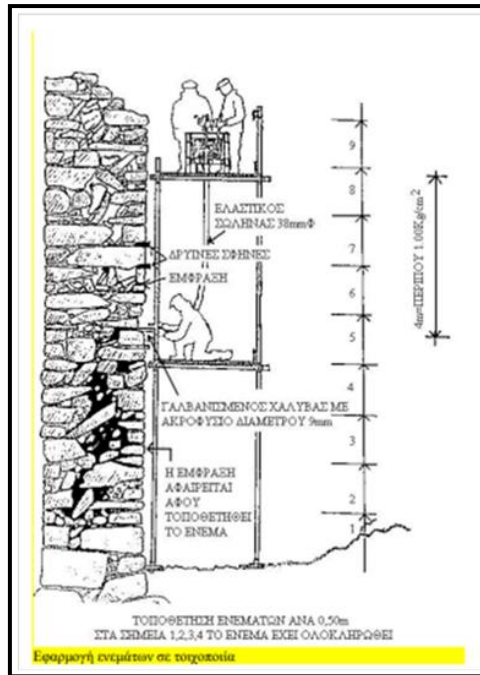 9
8
7
6
5
4
3
2
1
4m=ΠΕΡΙΠΟΥ 1.00Kg/cm²
ΕΛΑΣΤΙΚΟΣ
ΣΩΛΗΝΑΣ 38mmΦ
ΔΡΥΙΝΕΣ ΣΦΗΝΕΣ
ΕΜΦΡΑΞΗ
ΓΑΛΒΑΝΙΣΜΕΝΟΣ ΧΑΛΥΒΑΣ ΜΕ
ΑΚΡΟΦΥΣΙΟ ΔΙΑΜΕΤΡΟΥ 9mm
Η ΕΜΦΡΑΞΗ
ΑΦΑΙΡΕΙΤΑΙ
ΑΦΟΥ
ΤΟΠΟΘΕΤΗΘΕΙ
ΤΟ ΕΝΕΜΑ
ΤΟΠΟΘΕΤΗΣΗ ΕΝΕΜΑΤΩΝ ΑΝΑ 0,50m
ΣΤΑ ΣΗΜΕΙΑ 1,2,3,4 ΤΟ ΕΝΕΜΑ ΕΧΕΙ ΟΛΟΚΛΗΡΩΘΕΙ
Εφαρμογή ενεμάτων σε τοιχοποιία